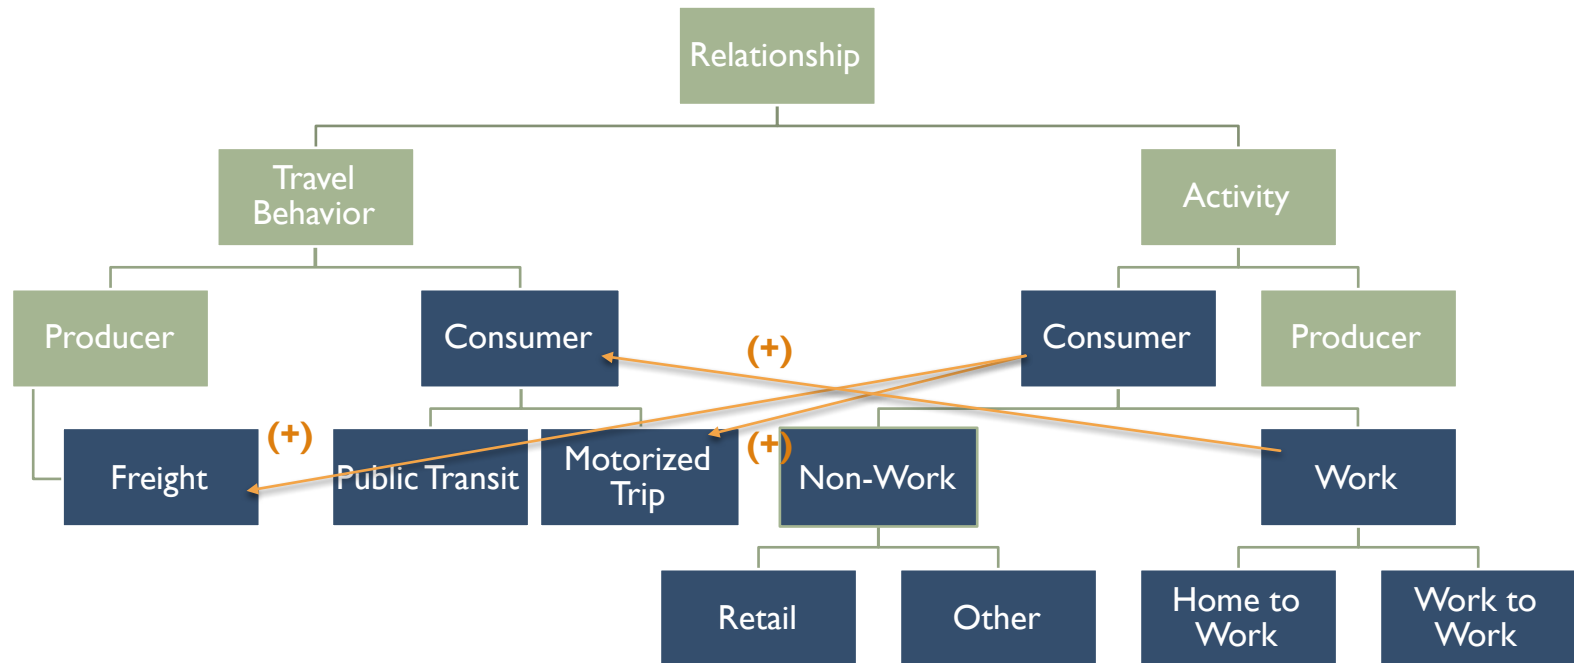 Relationship
Travel
Behavior
Activity
Producer
Consumer
Consumer
Producer
(+)
(+)
(+)
Freight
Public Transit
Motorized
Trip
Non-Work
Work
Retail
Other
Home to
Work
Work to
Work